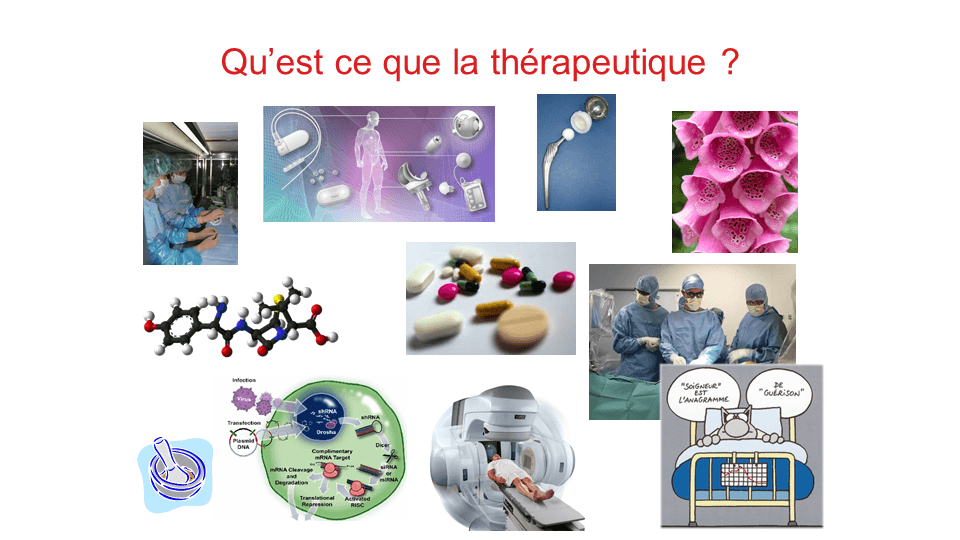 Qu’est ce que la thérapeutique ?
"SOIGNEUR"
EST
L'ANAGRAMME
DE
"GUÉRISON"
Infection
Virus
Transfection
Plasmid
DNA
shRNA
Drosha
shRNA
Dicer
siRNA
or
miRNA
Complimentary
mRNA Target
mRNA Cleavage
and
Degradation
Translational
Repression
Activated
RISC